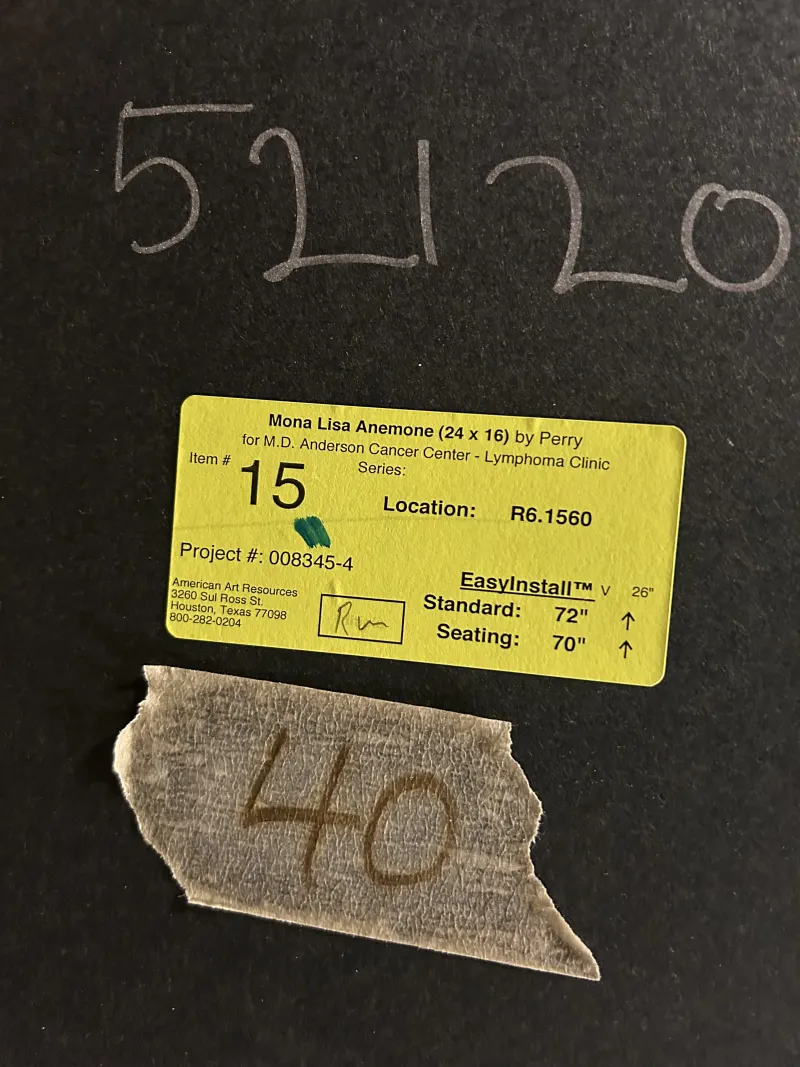 52120
Mona Lisa Anemone (24 x 16) by Perry
for M.D. Anderson Cancer Center - Lymphoma Clinic
Item # 15
Series:
Location: R6.1560
Project #: 008345-4
American Art Resources
3260 Sul Ross St.
Houston, Texas 77098
800-282-0204
EasyInstall™ V 26"
Standard: 72" ↑
Seating: 70" ↑
40